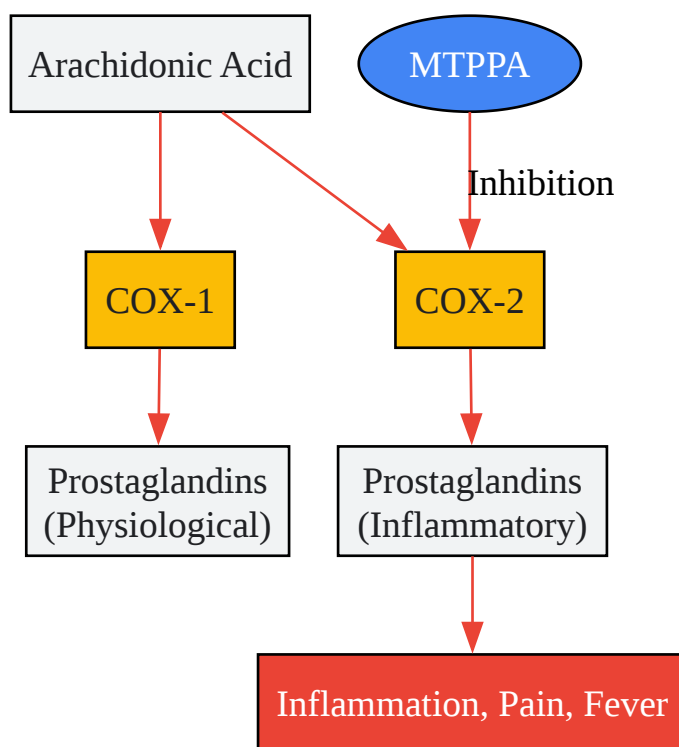 Arachidonic Acid
MTPPA
Inhibition
COX-1
COX-2
Prostaglandins
(Physiological)
Prostaglandins
(Inflammatory)
Inflammation, Pain, Fever